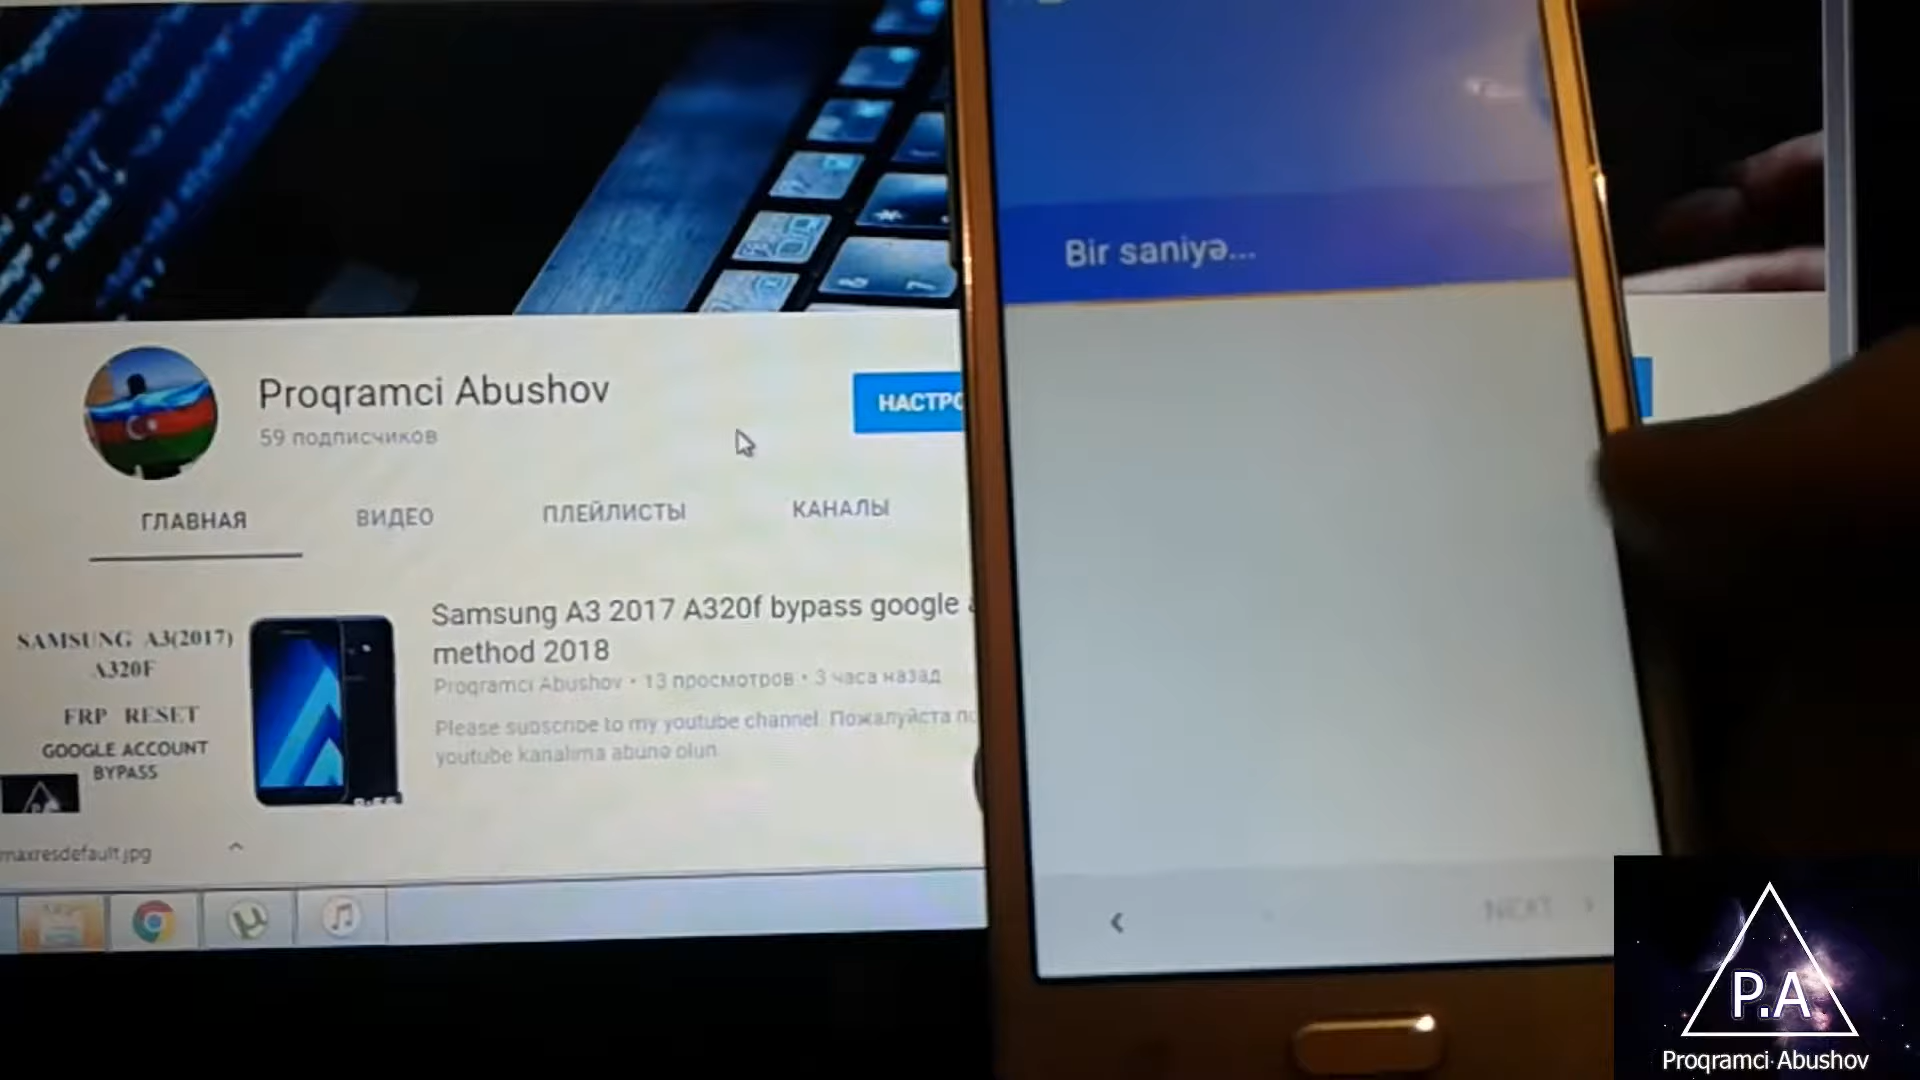 Bir saniyə...
Proqramci Abushov
59 подписчиков
НАСТРО
ГЛАВНАЯ
ВИДЕО
ПЛЕЙЛИСТЫ
КАНАЛЫ
SAMSUNG A3(2017)
A320F
FRP RESET
GOOGLE ACCOUNT
BYPASS
Samsung A3 2017 A320f bypass google
method 2018
Proqramci Abushov • 13 просмотров • 3 часа назад
Please subscribe to my youtube channel. Пожалуйста
youtube kanalıma abunə olun
maxresdefault.jpg
NEXT
P.A
Proqramci Abushov